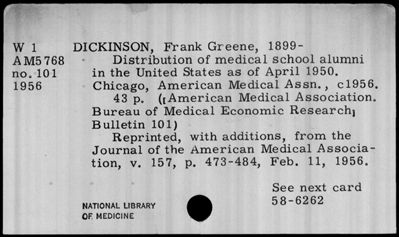 W 1
AM5768
no. 101
1956
DICKINSON, Frank Greene, 1899-
Distribution of medical school alumni
in the United States as of April 1950.
Chicago, American Medical Assn., c1956.
43 p. ([American Medical Association.
Bureau of Medical Economic Research]
Bulletin 101)
Reprinted, with additions, from the
Journal of the American Medical Associa-
tion, v. 157, p. 473-484, Feb. 11, 1956.
See next card
58-6262
NATIONAL LIBRARY
OF MEDICINE